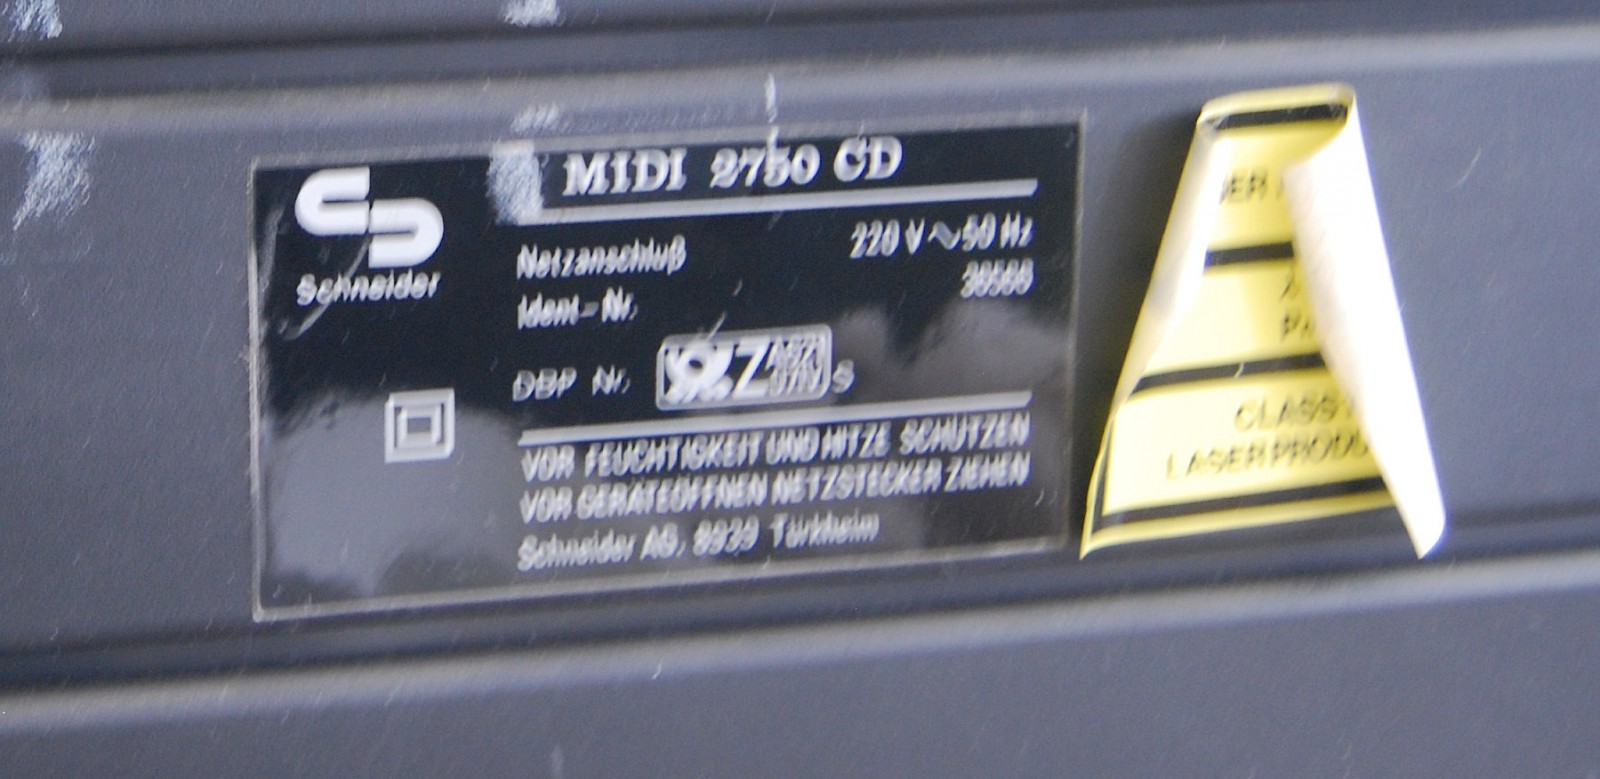 MIDI 2750 CD
Schneider
Netzanschluß 220 V ~ 50 Hz
Ident-Nr.
DBP Nr. Z S
VOR FEUCHTIGKEIT UND HITZE SCHÜTZEN
VOR GERÄTEÖFFNEN NETZSTECKER ZIEHEN
Schneider AG, 8939 Türkheim
CLASS
LASER PRODU